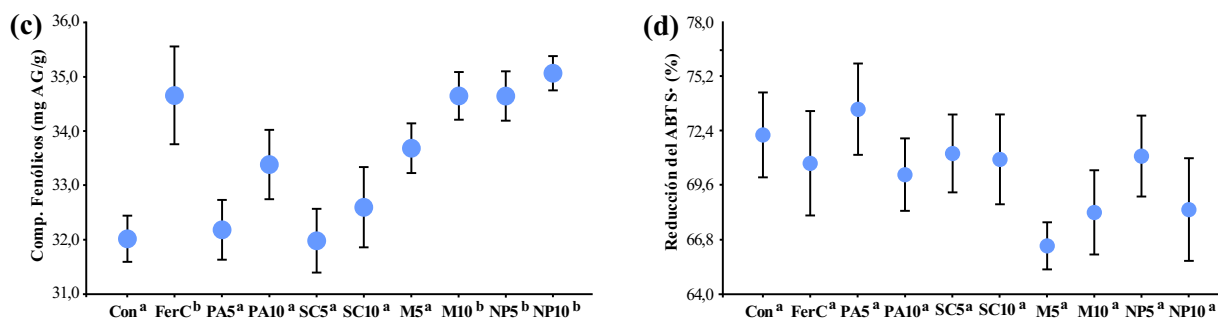 (c)
Comp. Fenólicos (mg AG/g)
36,0
35,0
34,0
33,0
32,0
31,0
Con a FerC b PA5 a PA10 a SC5 a SC10 a M5 a M10 b NP5 b NP10 b
(d)
Reducción del ABT S· (%)
78,0
75,2
72,4
69,6
66,8
64,0
Con a FerC a PA5 a PA10 a SC5 a SC10 a M5 a M10 a NP5 a NP10 a